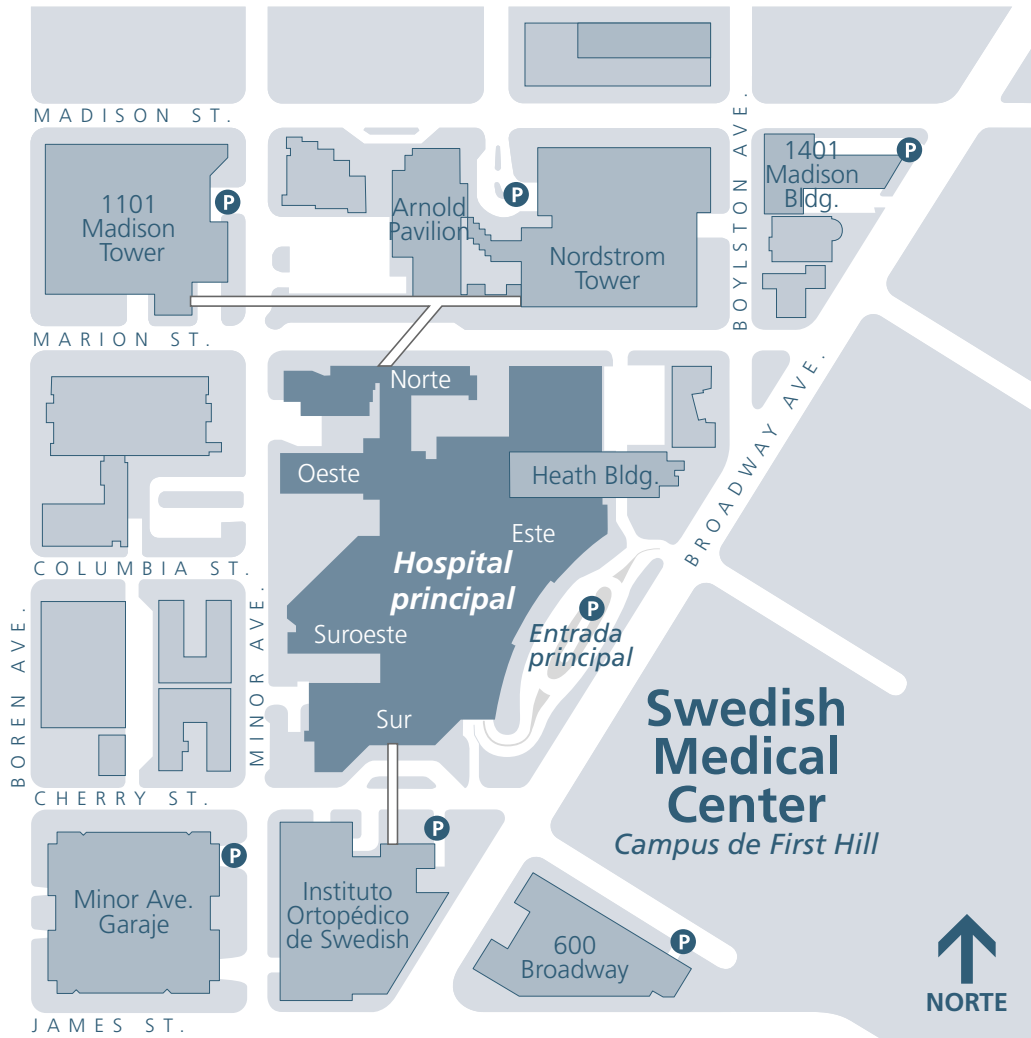 MADISON ST.
BOYLSTON AVE.
P
1401
Madison
Bldg.
1101
Madison
Tower
P
Arnold
Pavilion
P
Nordstrom
Tower
MARION ST.
Norte
Oeste
Heath Bldg.
Este
BROADWAY AVE.
Hospital
principal
COLUMBIA ST.
BOREN AVE.
MINOR AVE.
Suroeste
P
Entrada
principal
Sur
Swedish
Medical
Center
Campus de First Hill
CHERRY ST.
P
P
Minor Ave.
Garaje
Instituto
Ortopédico
de Swedish
600
Broadway
P
NORTE
JAMES ST.